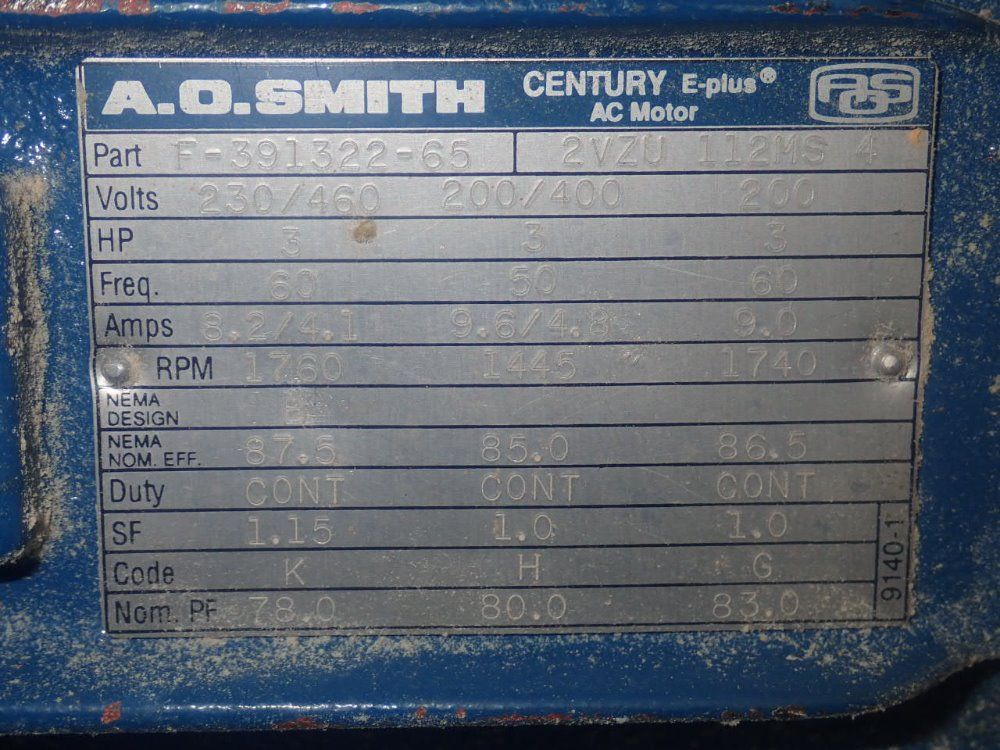 A.O.SMITH CENTURY E-plus® AC Motor AOS
Part F-391322-65 2VZU 112MS 4
Volts 230/460 200/400 200
HP 3 3 3
Freq. 60 50 60
Amps 8.2/4.1 9.6/4.8 9.0
RPM 1760 1445 1740
NEMA DESIGN
NEMA NOM. EFF. 87.5 85.0 86.5
Duty CONT CONT CONT
SF 1.15 1.0 1.0
Code K H G
Nom. PF 78.0 80.0 83.0
9140-1